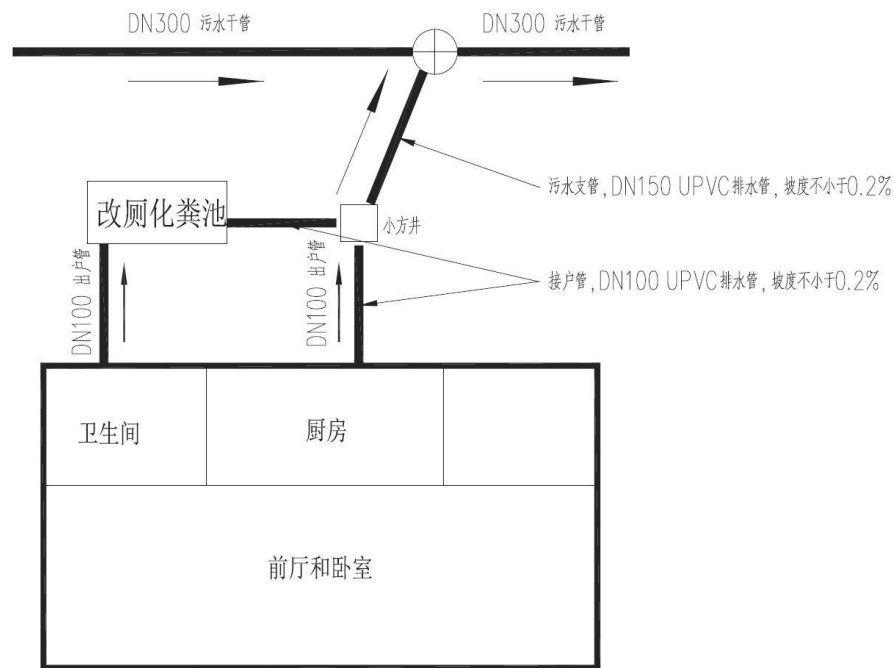 DN300 污水干管
DN300 污水干管
污水支管,DN150 UPVC排水管,坡度不小于0.2%
改厕化粪池
小方井
DN100 出户管
DN100 出户管
接户管,DN100 UPVC排水管,坡度不小于0.2%
卫生间
厨房
前厅和卧室